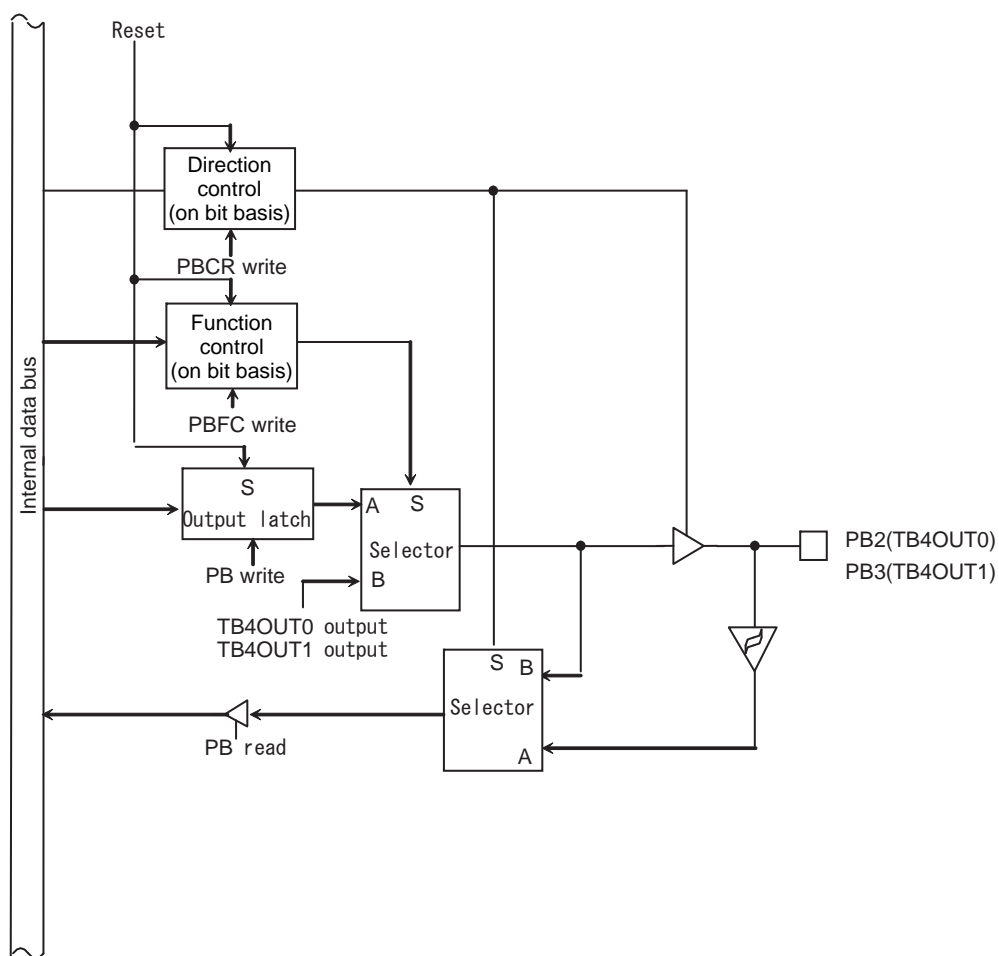 Reset
Direction
control
(on bit basis)
PBCR write
Function
control
(on bit basis)
PBFC write
Internal data bus
S
Output latch
PB write
A
S
Selector
B
TB4OUT0 output
TB4OUT1 output
PB2(TB4OUT0)
PB3(TB4OUT1)
S
B
Selector
A
PB read